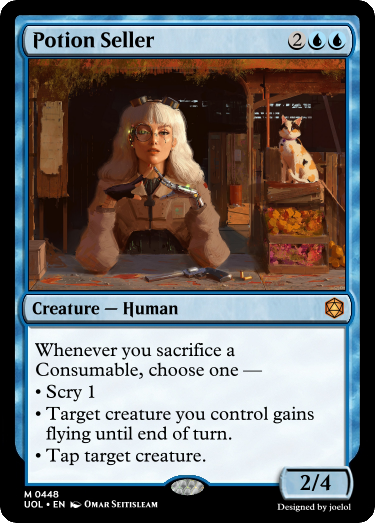 Potion Seller 2
Creature — Human
Whenever you sacrifice a
Consumable, choose one —
• Scry 1
• Target creature you control gains
flying until end of turn.
• Tap target creature.
2/4
M 0448
UOL • EN Omar Seitisleam
Designed by joelol